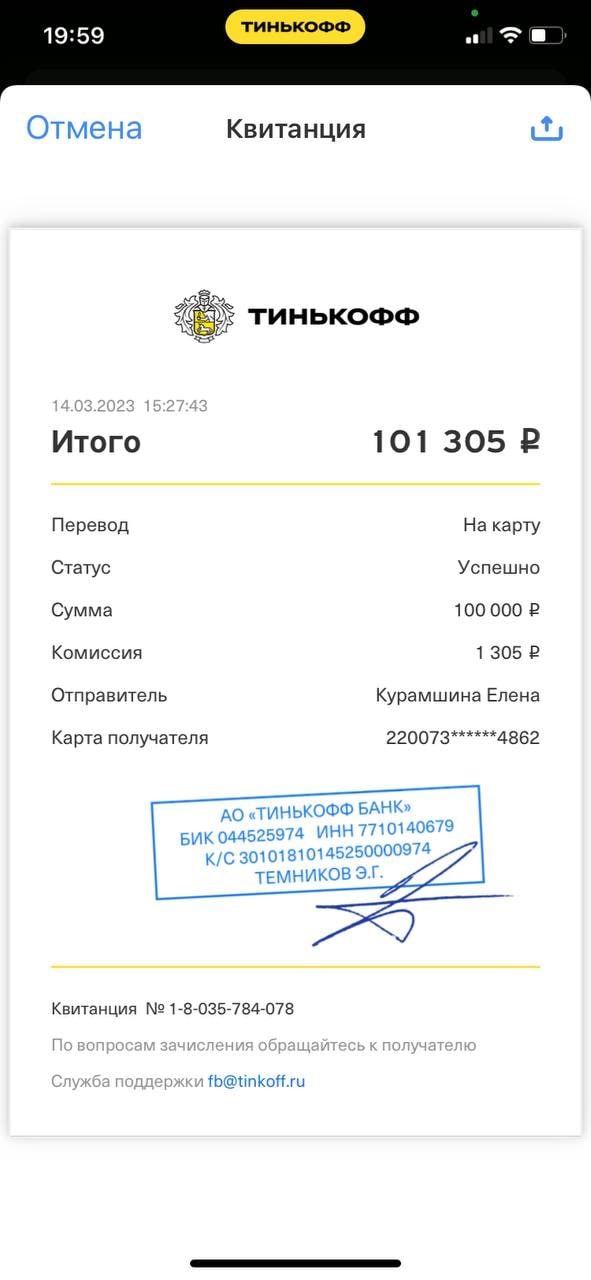 19:59
ТИНЬКОФФ
Отмена Квитанция
ТИНЬКОФФ
14.03.2023 15:27:43
Итого 101 305 ₽
Перевод На карту
Статус Успешно
Сумма 100 000 ₽
Комиссия 1 305 ₽
Отправитель Курамшина Елена
Карта получателя 220073******4862
АО «ТИНЬКОФФ БАНК»
БИК 044525974 ИНН 7710140679
К/С 30101810145250000974
ТЕМНИКОВ Э.Г.
Квитанция № 1-8-035-784-078
По вопросам зачисления обращайтесь к получателю
Служба поддержки fb@tinkoff.ru